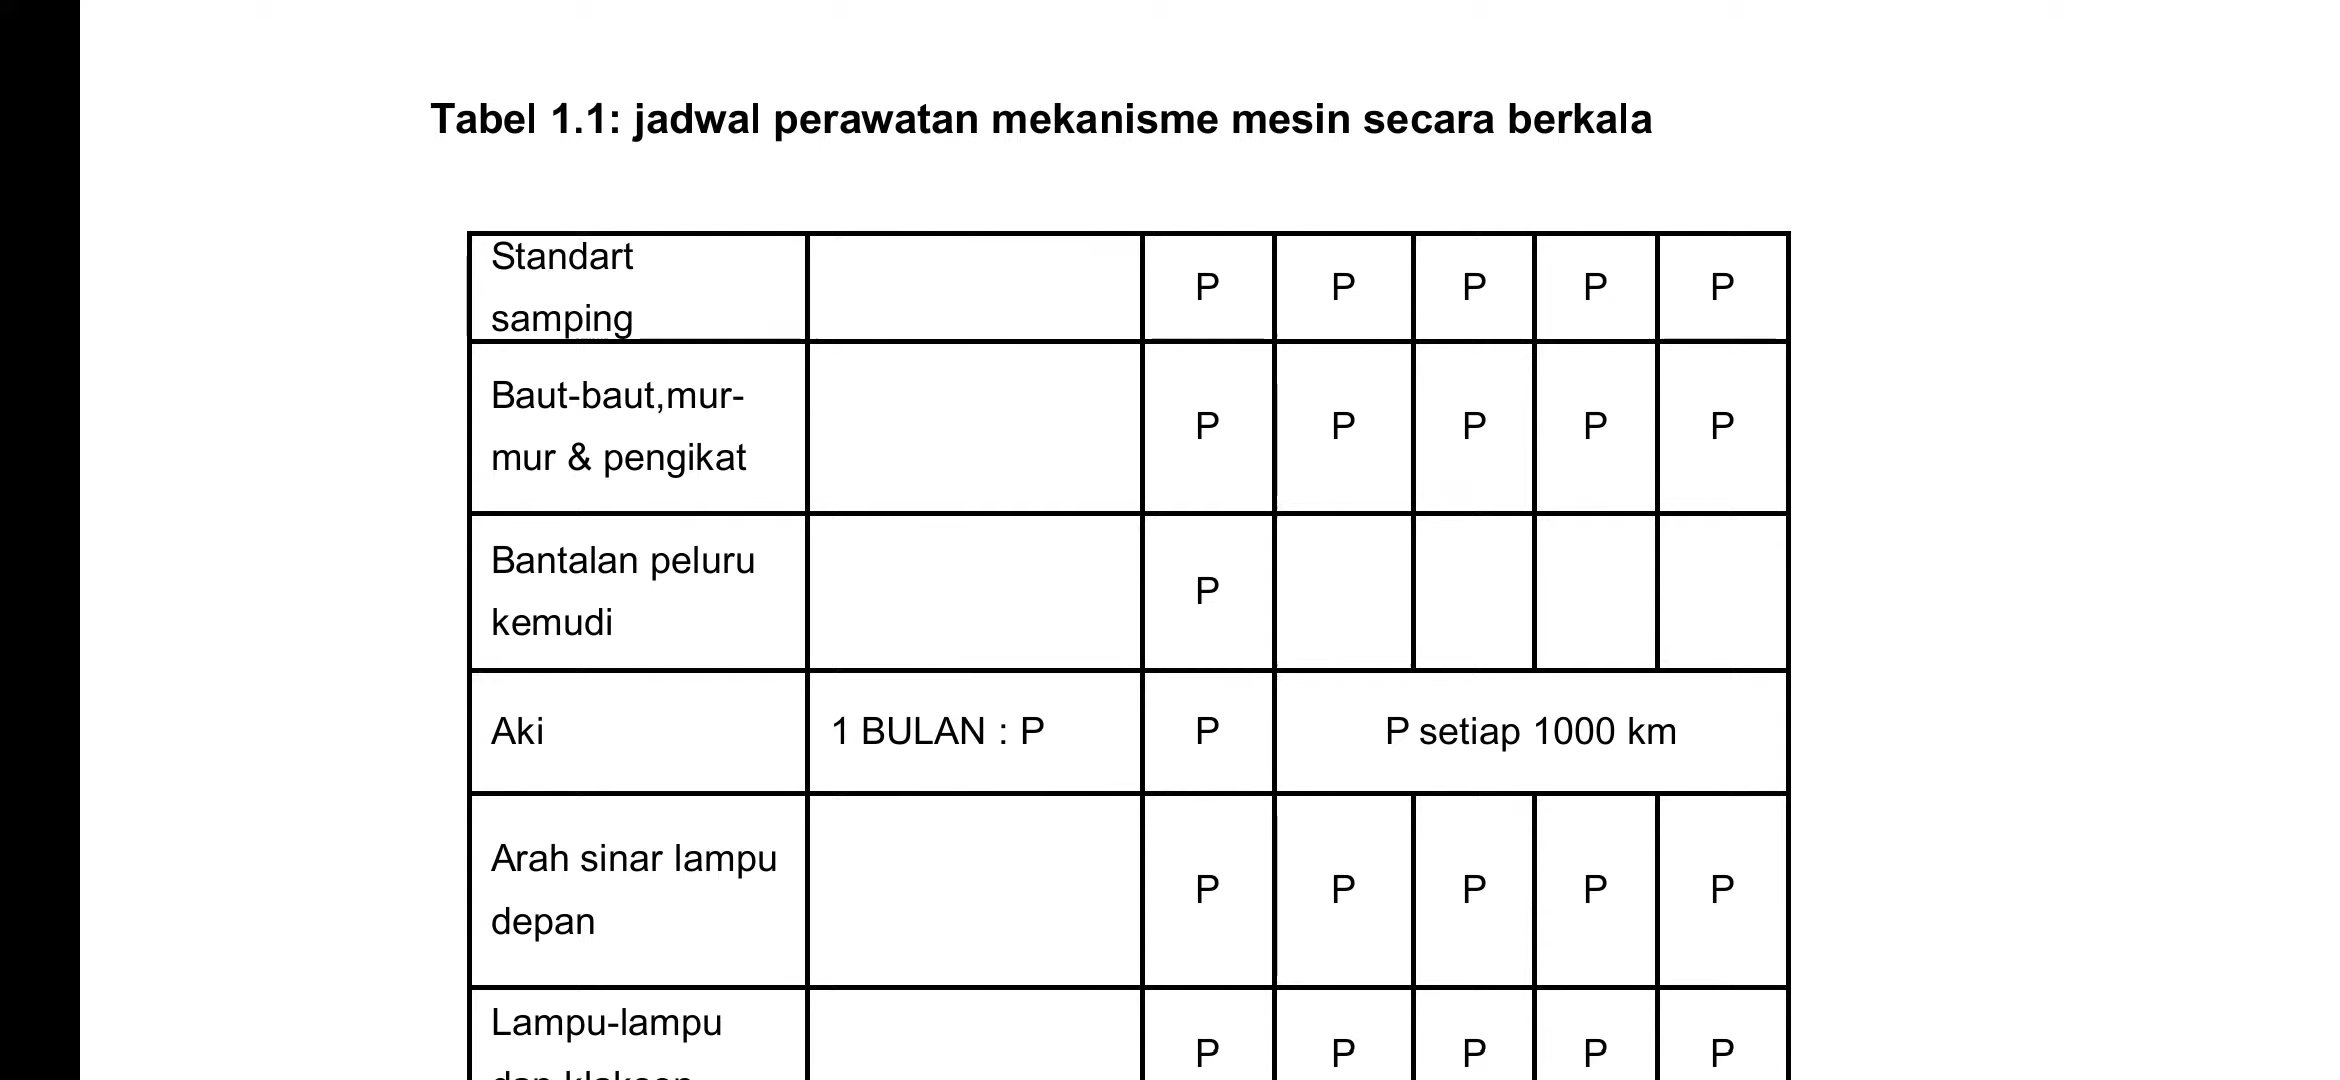 Tabel 1.1: jadwal perawatan mekanisme mesin secara berkala
Standart
samping
P P P P P
Baut-baut,mur-
mur & pengikat
P P P P P
Bantalan peluru
kemudi
P
Aki 1 BULAN : P P P setiap 1000 km
Arah sinar lampu
depan
P P P P P
Lampu-lampu
P P P P P